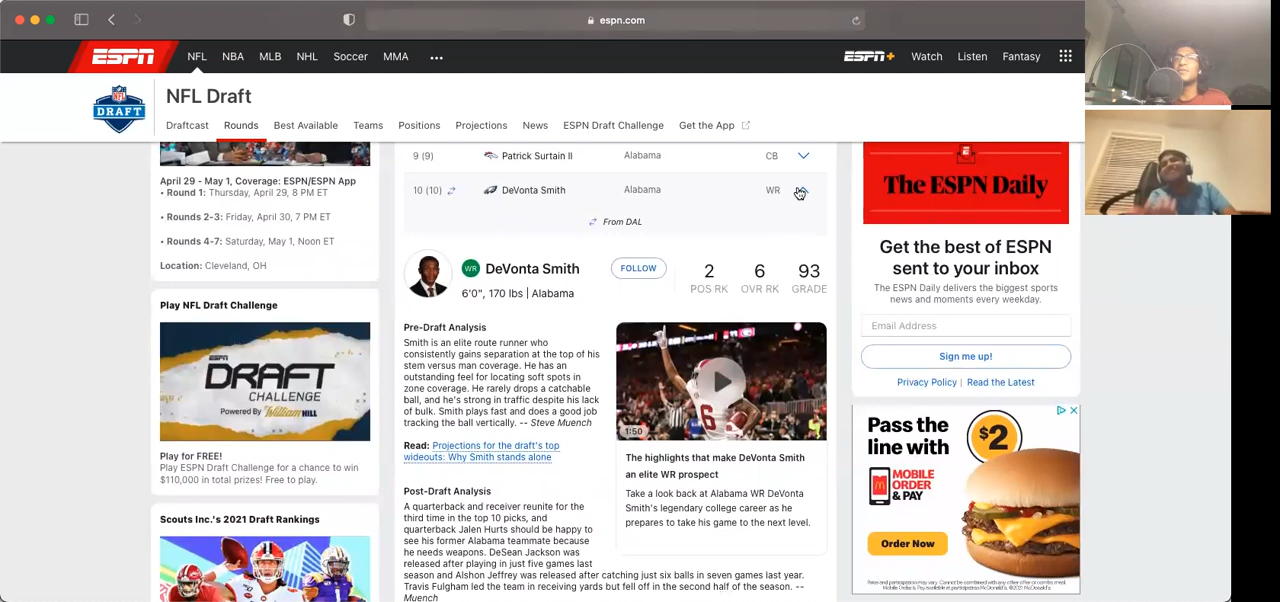 espn.com
ESPN NFL NBA MLB NHL Soccer MMA ••• ESPN+ Watch Listen Fantasy
NFL DRAFT
NFL Draft
Draftcast Rounds Best Available Teams Positions Projections News ESPN Draft Challenge Get the App
April 29 - May 1, Coverage: ESPN/ESPN App
• Round 1: Thursday, April 29, 8 PM ET
• Rounds 2-3: Friday, April 30, 7 PM ET
• Rounds 4-7: Saturday, May 1, Noon ET
Location: Cleveland, OH
Play NFL Draft Challenge
ESPN
DRAFT
CHALLENGE
Powered By William HILL
Play for FREE!
Play ESPN Draft Challenge for a chance to win
$110,000 in total prizes! Free to play.
Scouts Inc.'s 2021 Draft Rankings
9 (9) Patrick Surtain II Alabama CB
10 (10) DeVonta Smith Alabama WR
From DAL
WR DeVonta Smith
6'0", 170 lbs | Alabama
FOLLOW
2 6 93
POS RK OVR RK GRADE
Pre-Draft Analysis
Smith is an elite route runner who
consistently gains separation at the top of his
stem versus man coverage. He has an
outstanding feel for locating soft spots in
zone coverage. He rarely drops a catchable
ball, and he's strong in traffic despite his lack
of bulk. Smith plays fast and does a good job
tracking the ball vertically. -- Steve Muench
Read: Projections for the draft's top
wideouts: Why Smith stands alone
Post-Draft Analysis
A quarterback and receiver reunite for the
third time in the top 10 picks, and
quarterback Jalen Hurts should be happy to
see his former Alabama teammate because
he needs weapons. DeSean Jackson was
released after playing in just five games last
season and Alshon Jeffrey was released after catching just six balls in seven games last year.
Travis Fulgham led the team in receiving yards but fell off in the second half of the season. --
Muench
6
1:50
The highlights that make DeVonta Smith
an elite WR prospect
Take a look back at Alabama WR DeVonta
Smith's legendary college career as he
prepares to take his game to the next level.
The ESPN Daily
Get the best of ESPN
sent to your inbox
The ESPN Daily delivers the biggest sports
news and moments every weekday.
Email Address
Sign me up!
Privacy Policy | Read the Latest
Pass the
line with
$2
MOBILE
ORDER
& PAY
Order Now